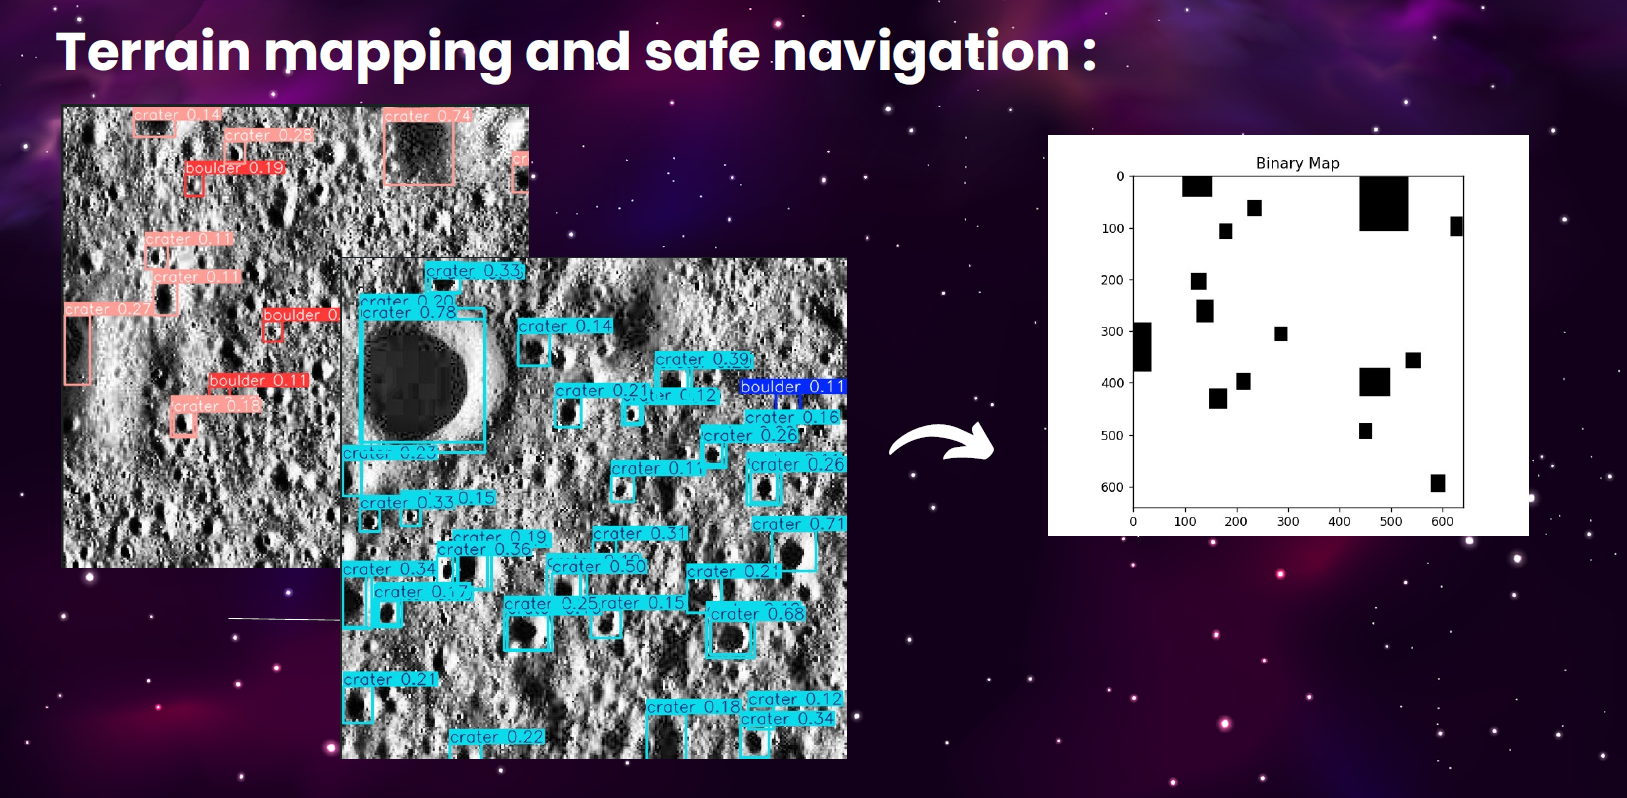 Terrain mapping and safe navigation :
crater 0.14
crater 0.74
crater 0.28
cr
boulder 0.19
crater 0.11
crater 0.11
crater 0.27
boulder 0.
boulder 0.11
crater 0.18
crater 0.33
crater 0.20
crater 0.78
crater 0.14
crater 0.39
crater 0.21
0.12
boulder 0.11
crater 0.16
crater 0.26
crater 0.23
crater 0.11
crater 0.26
crater 0.33
0.15
crater 0.71
crater 0.19
crater 0.31
crater 0.36
crater 0.50
crater 0.34
crater 0.21
crater 0.17
crater 0.25
rater 0.15
crater 0.68
crater 0.21
crater 0.12
crater 0.18
crater 0.34
crater 0.22
Binary Map
0
100
200
300
400
500
600
0 100 200 300 400 500 600